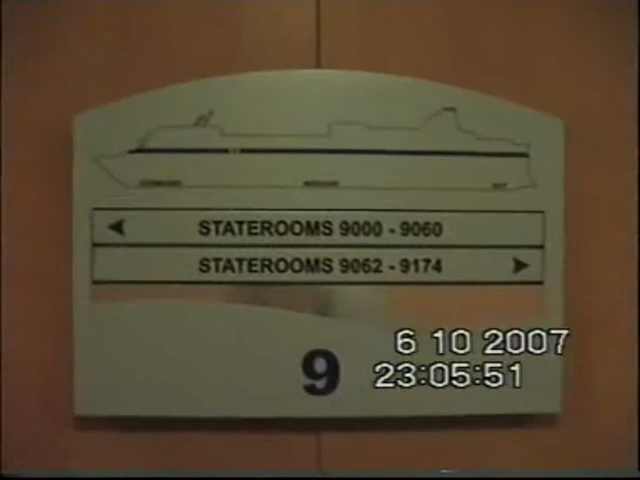 STATEROOMS 9000 - 9060
STATEROOMS 9062 - 9174
9
6 10 2007
23:05:51